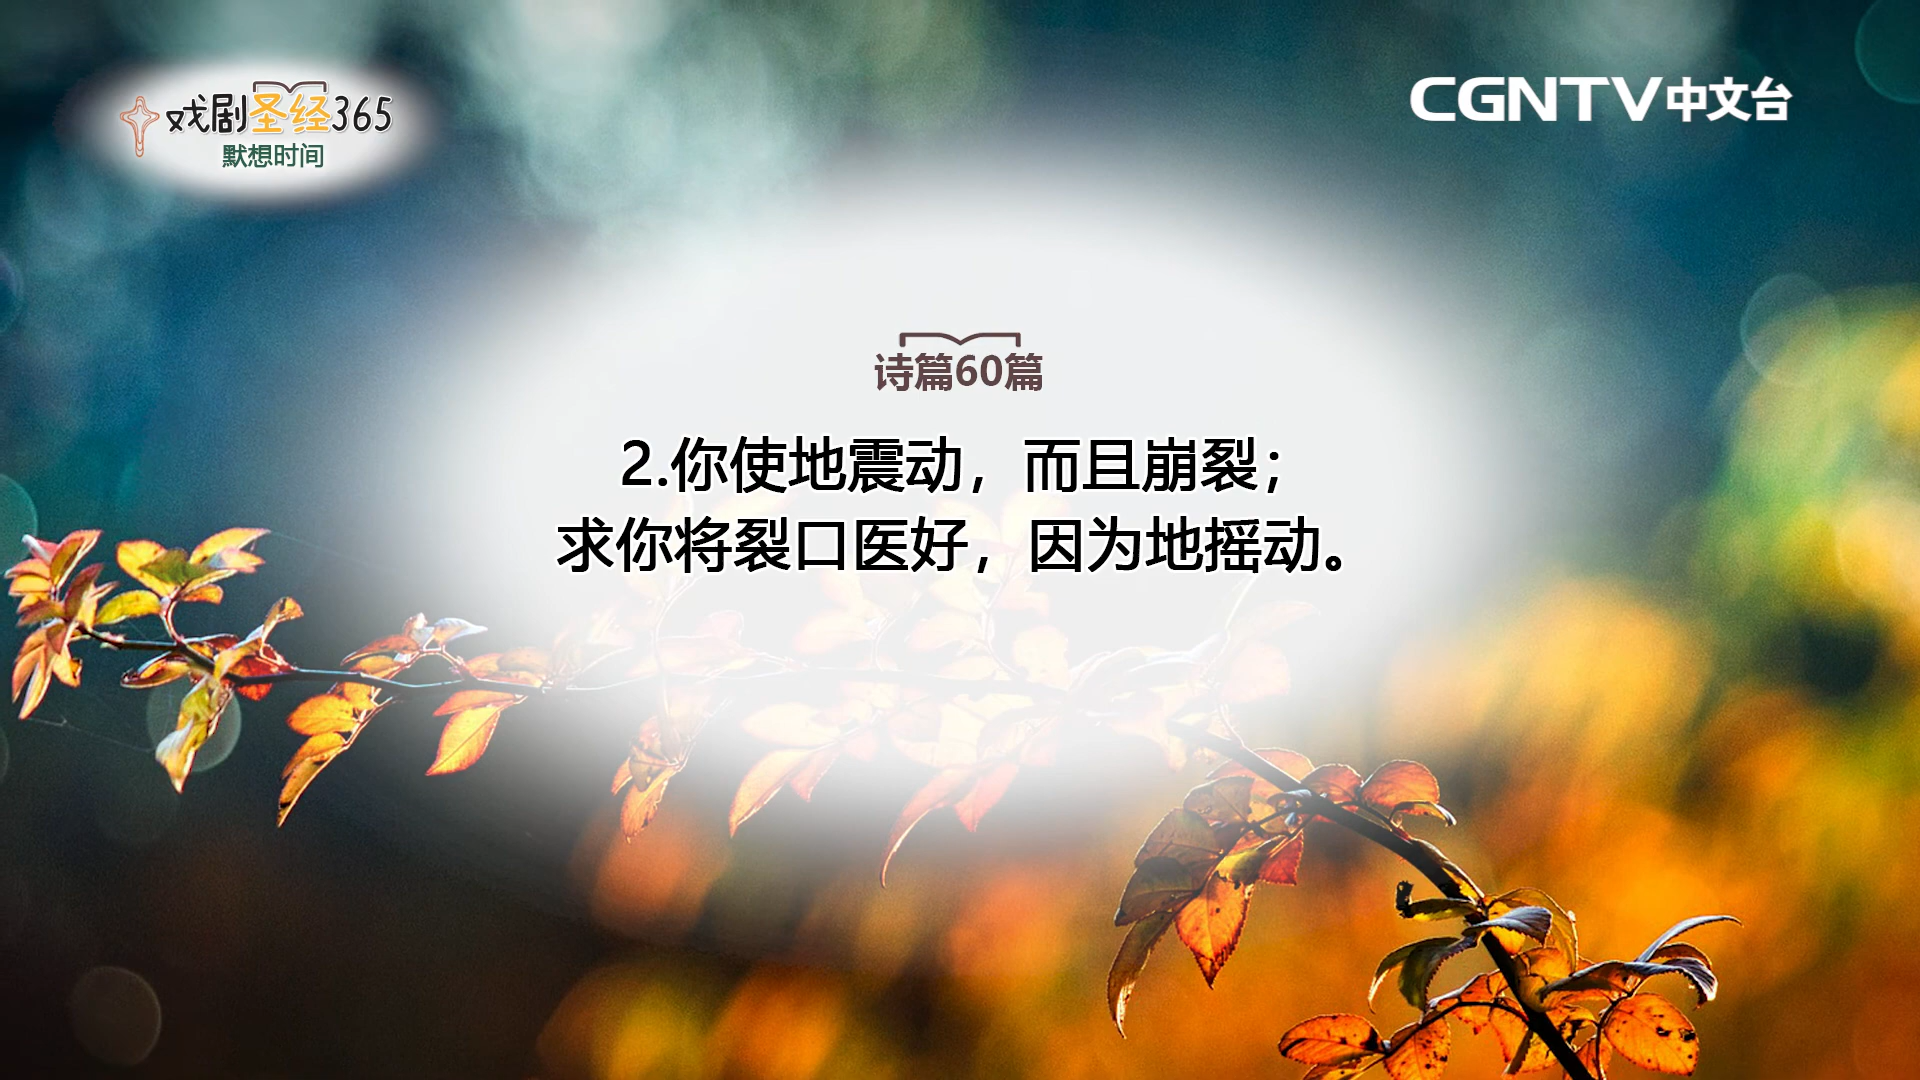 戏剧圣经365
默想时间
CGNTV中文台
诗篇60篇
2.你使地震动，而且崩裂；
求你将裂口医好，因为地摇动。